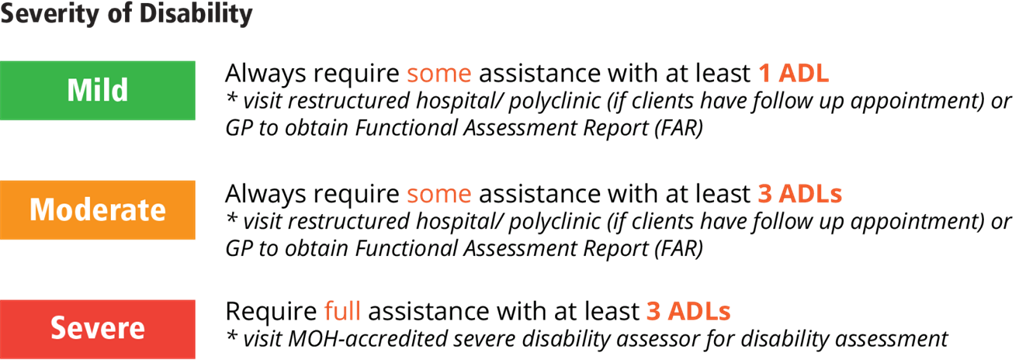 Severity of Disability
Mild
Always require some assistance with at least 1 ADL
* visit restructured hospital/ polyclinic (if clients have follow up appointment) or
GP to obtain Functional Assessment Report (FAR)
Moderate
Always require some assistance with at least 3 ADLs
* visit restructured hospital/ polyclinic (if clients have follow up appointment) or
GP to obtain Functional Assessment Report (FAR)
Severe
Require full assistance with at least 3 ADLs
* visit MOH-accredited severe disability assessor for disability assessment